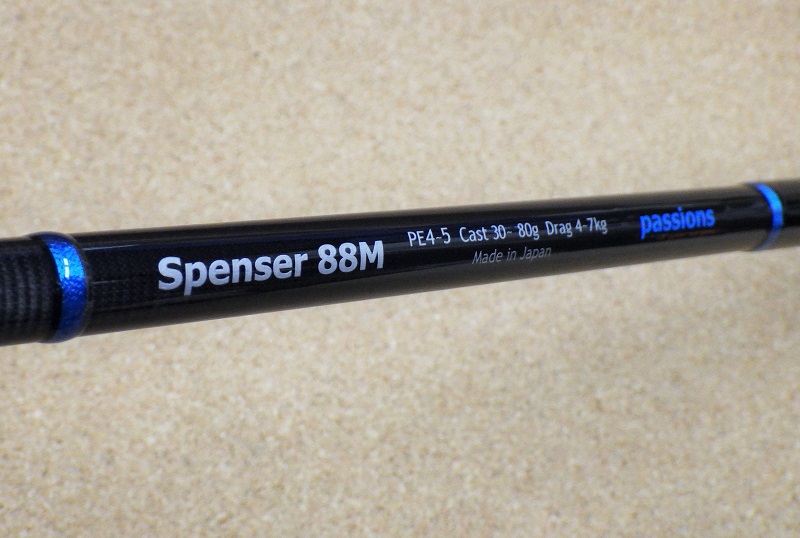 Spenser 88M PE4-5 Cast 30- 80g Drag 4-7kg passions
Made in Japan